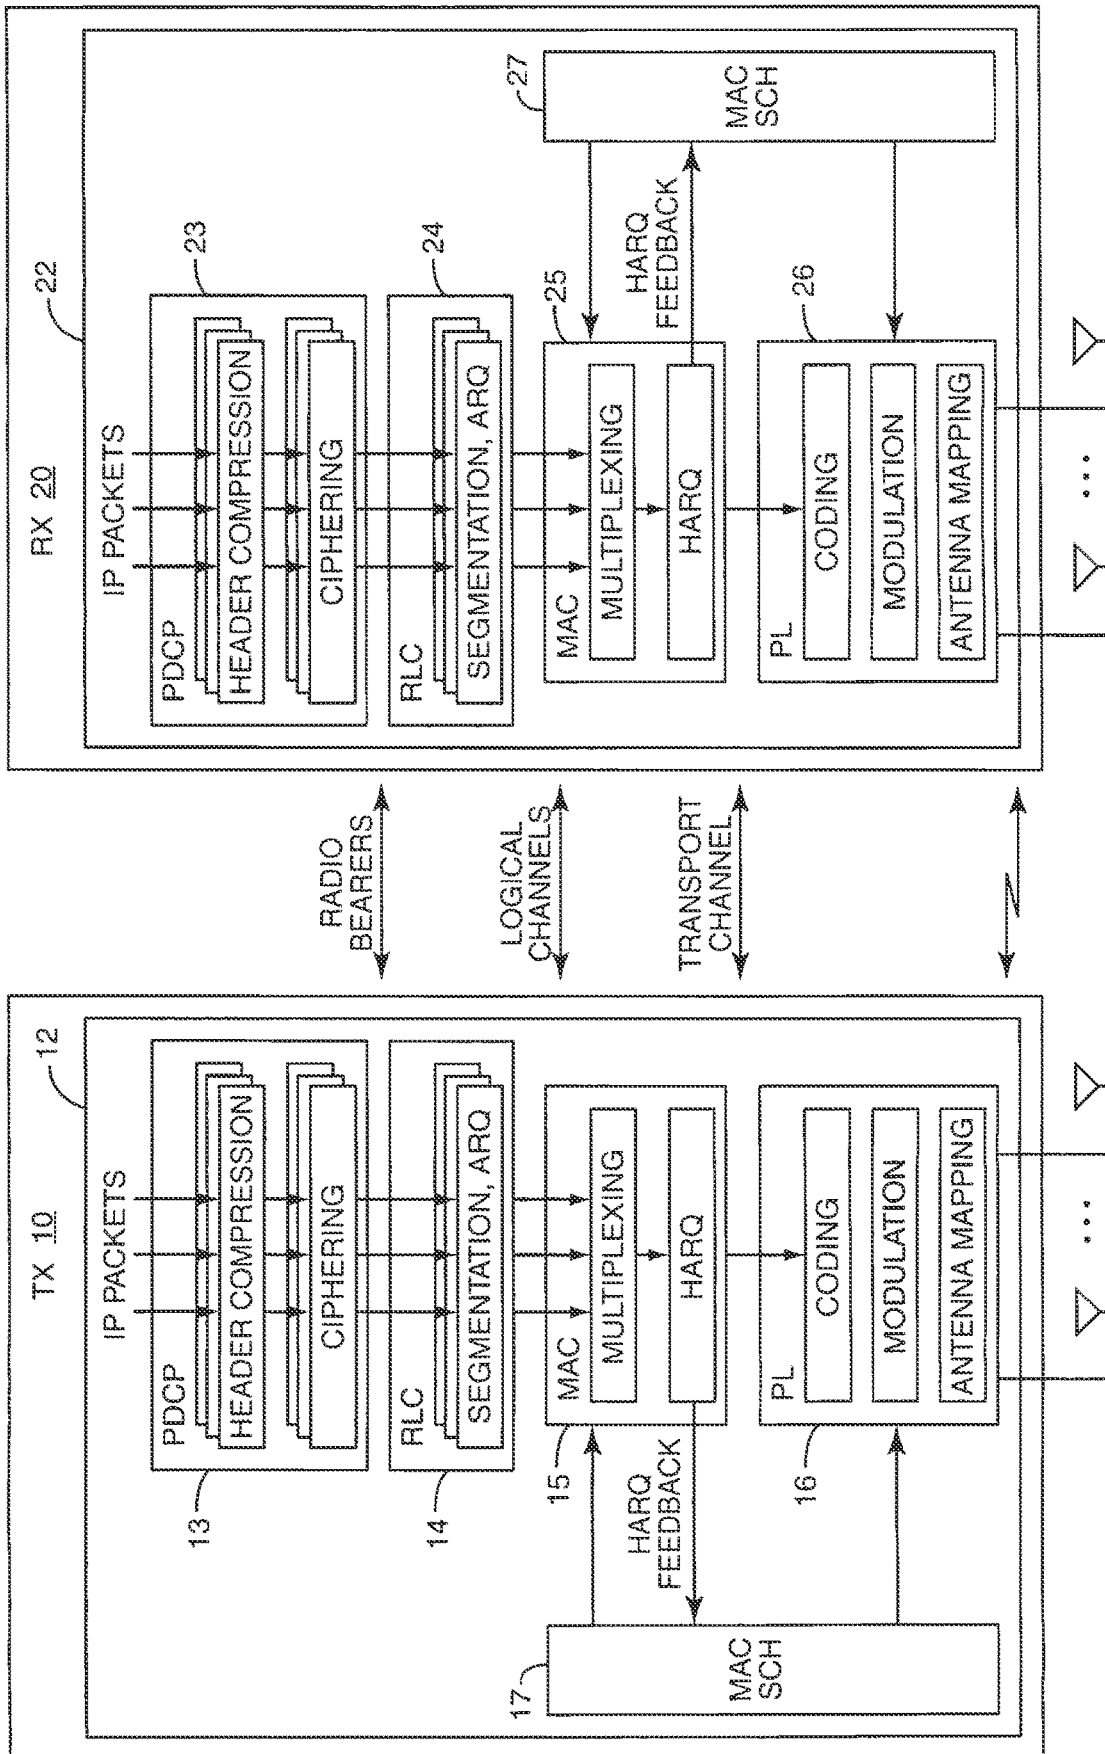 TX 10
12
IP PACKETS
13
PDCP
HEADER COMPRESSION
CIPHERING
14
RLC
SEGMENTATION, ARQ
15
MAC
MULTIPLEXING
HARQ
HARQ
FEEDBACK
17
MAC
SCH
16
PL
CODING
MODULATION
ANTENNA MAPPING
...
RADIO
BEARERS
LOGICAL
CHANNELS
TRANSPORT
CHANNEL
RX 20
22
IP PACKETS
23
PDCP
HEADER COMPRESSION
CIPHERING
24
RLC
SEGMENTATION, ARQ
25
MAC
MULTIPLEXING
HARQ
HARQ
FEEDBACK
27
MAC
SCH
26
PL
CODING
MODULATION
ANTENNA MAPPING
...